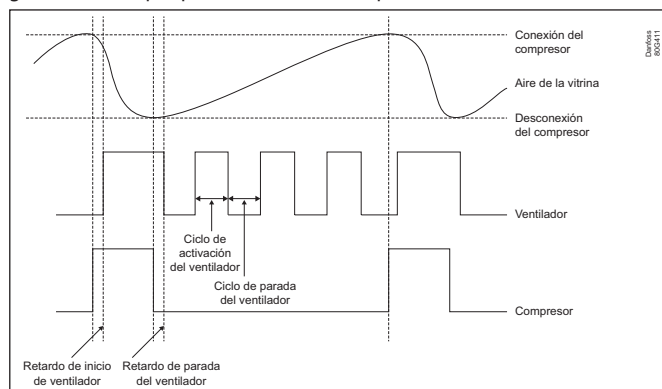 Conexión del
compresor
Danfoss
80G411
Aire de la vitrina
Desconexión
del compresor
Ventilador
Ciclo de
activación
del ventilador
Ciclo de parada
del ventilador
Compresor
Retardo de inicio
de ventilador
Retardo de parada
del ventilador